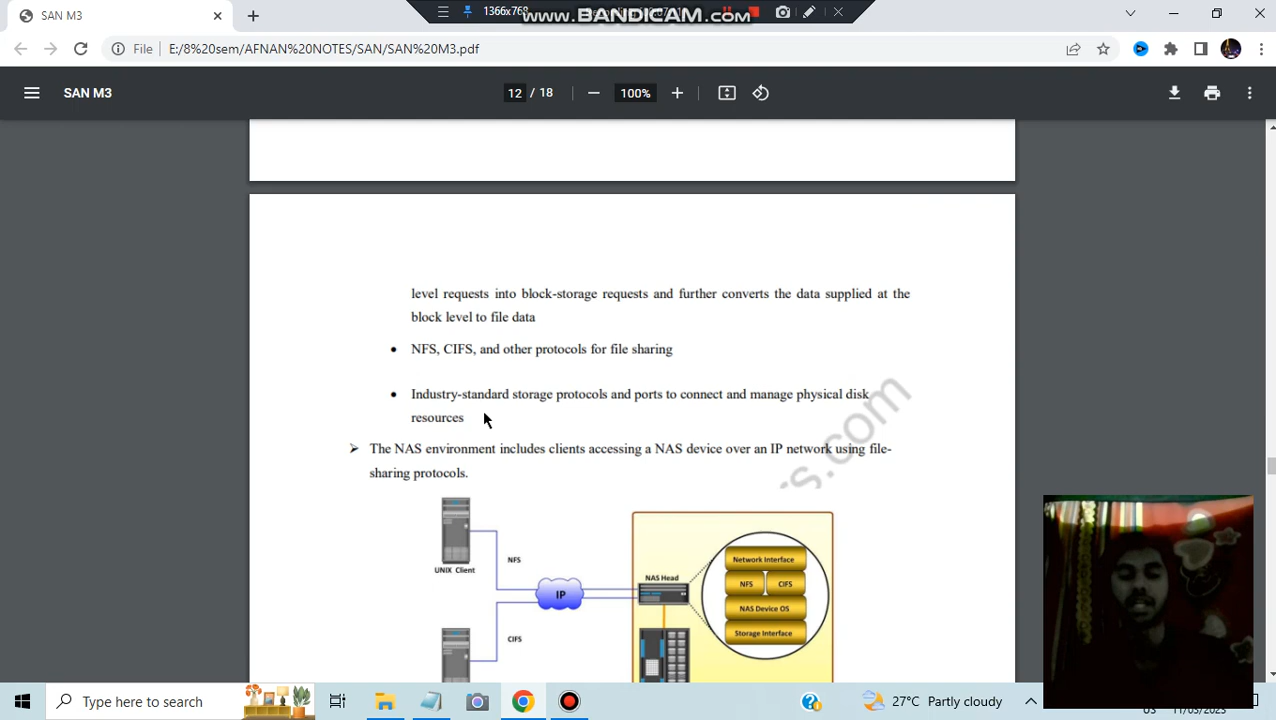 SAN M3
1366x768
www.BANDICAM.com
File
E:/8%20sem/AFNAN%20NOTES/SAN/SAN%20M3.pdf
SAN M3
12 / 18
100%
level requests into block-storage requests and further converts the data supplied at the
block level to file data
• NFS, CIFS, and other protocols for file sharing
• Industry-standard storage protocols and ports to connect and manage physical disk
resources
➢ The NAS environment includes clients accessing a NAS device over an IP network using file-
sharing protocols.
rs.com
UNIX Client
NFS
IP
CIFS
NAS Head
Network Interface
NFS
CIFS
NAS Device OS
Storage Interface
Type here to search
27°C Partly cloudy